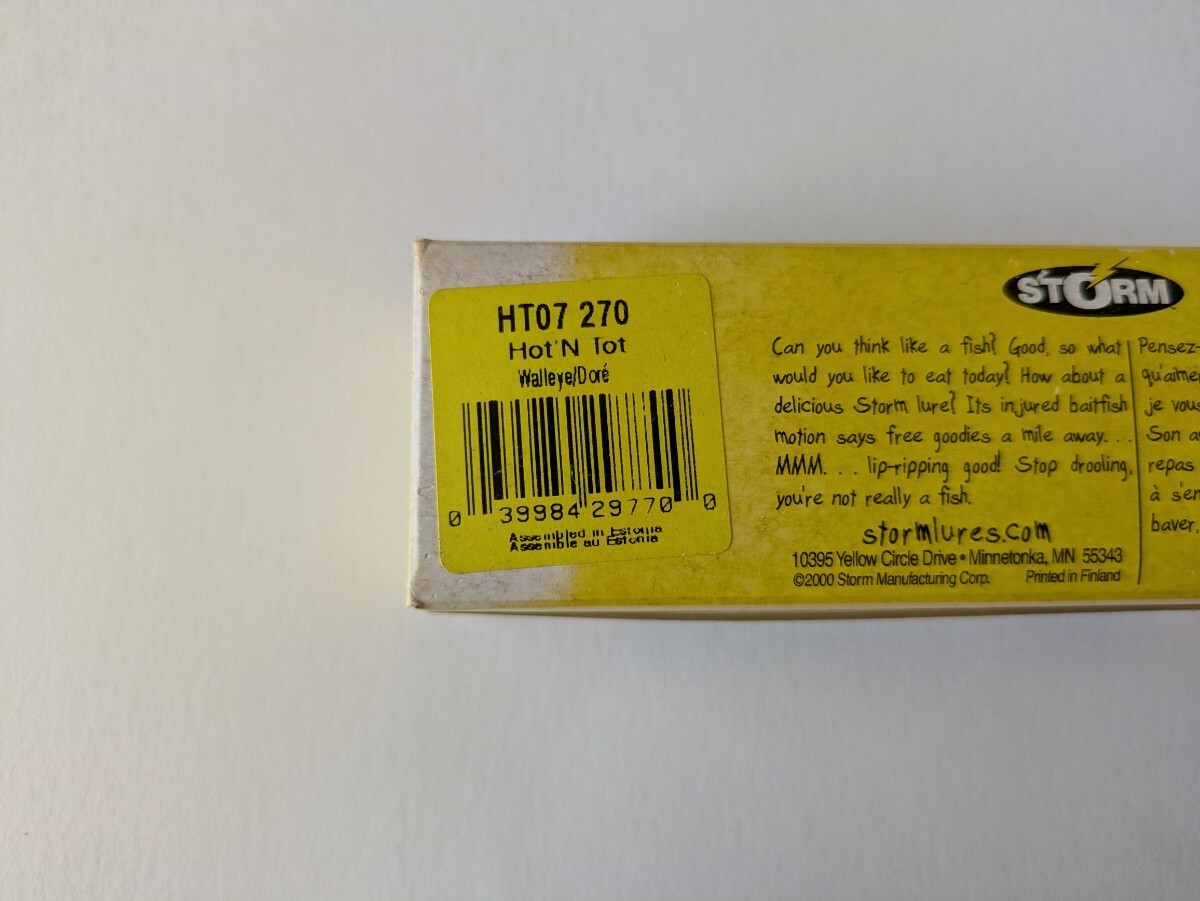 HT07 270
Hot'N Tot
Walleye/Doré
0 39984 29770 0
Assembled in Estonia
Assemble au Estonia
STORM
Can you think like a fish? Good, so what
would you like to eat today? How about a
delicious Storm lure? Its injured baitfish
motion says free goodies a mile away. . .
MMM. . . lip-ripping good! Stop drooling,
you're not really a fish.
stormlures.com
10395 Yellow Circle Drive • Minnetonka, MN 55343
©2000 Storm Manufacturing Corp. Printed in Finland
Pensez-
qu'aime
je vous
Son a
repas
à s'en
baver,